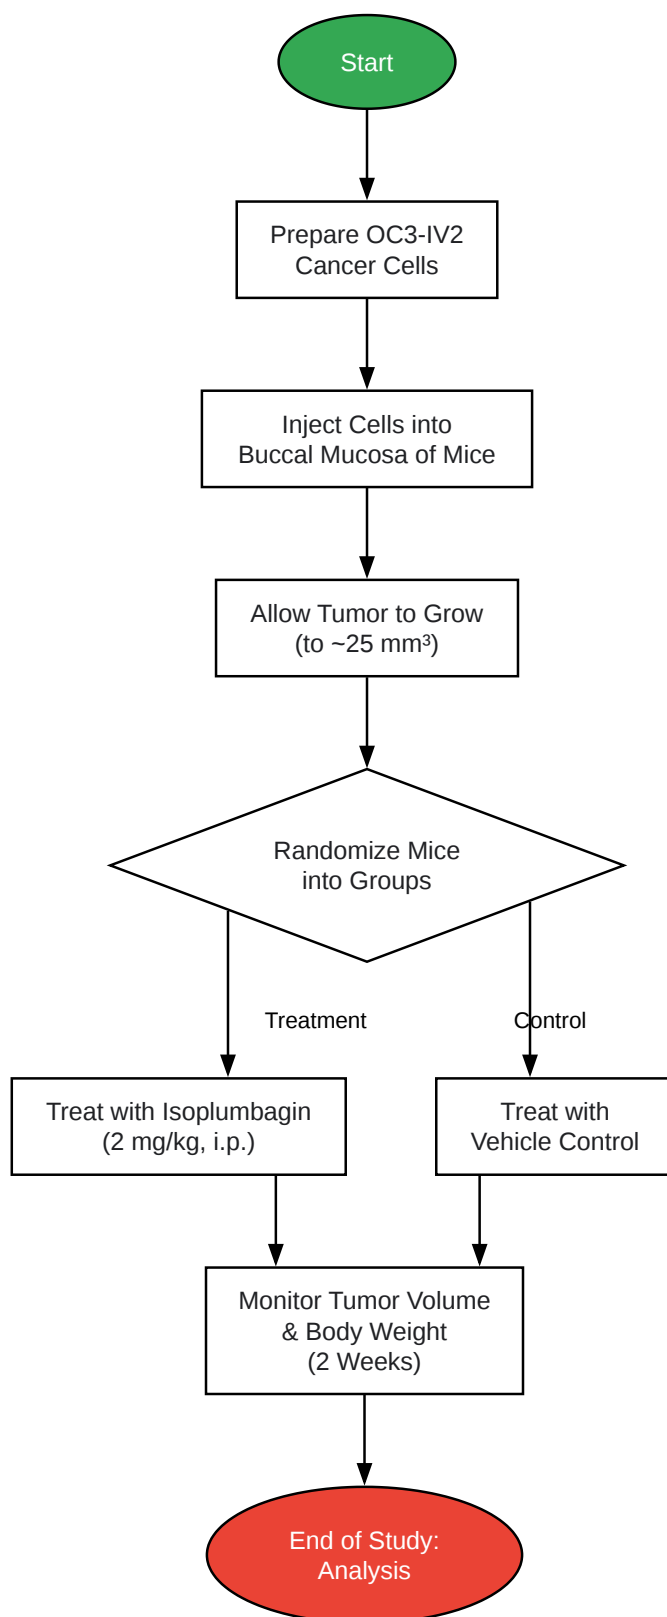 Start
Prepare OC3-IV2
Cancer Cells
Inject Cells into
Buccal Mucosa of Mice
Allow Tumor to Grow
(to ~25 mm³)
Randomize Mice
into Groups
Treatment
Control
Treat with Isoplumbagin
(2 mg/kg, i.p.)
Treat with
Vehicle Control
Monitor Tumor Volume
& Body Weight
(2 Weeks)
End of Study:
Analysis